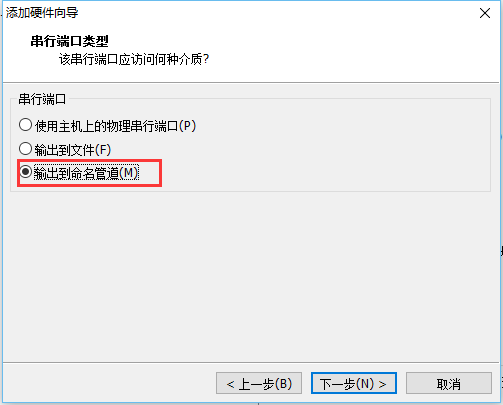 添加硬件向导
串行端口类型
该串行端口应访问何种介质?
串行端口
使用主机上的物理串行端口(P)
输出到文件(F)
输出到命名管道(M)
< 上一步(B)
下一步(N) >
取消